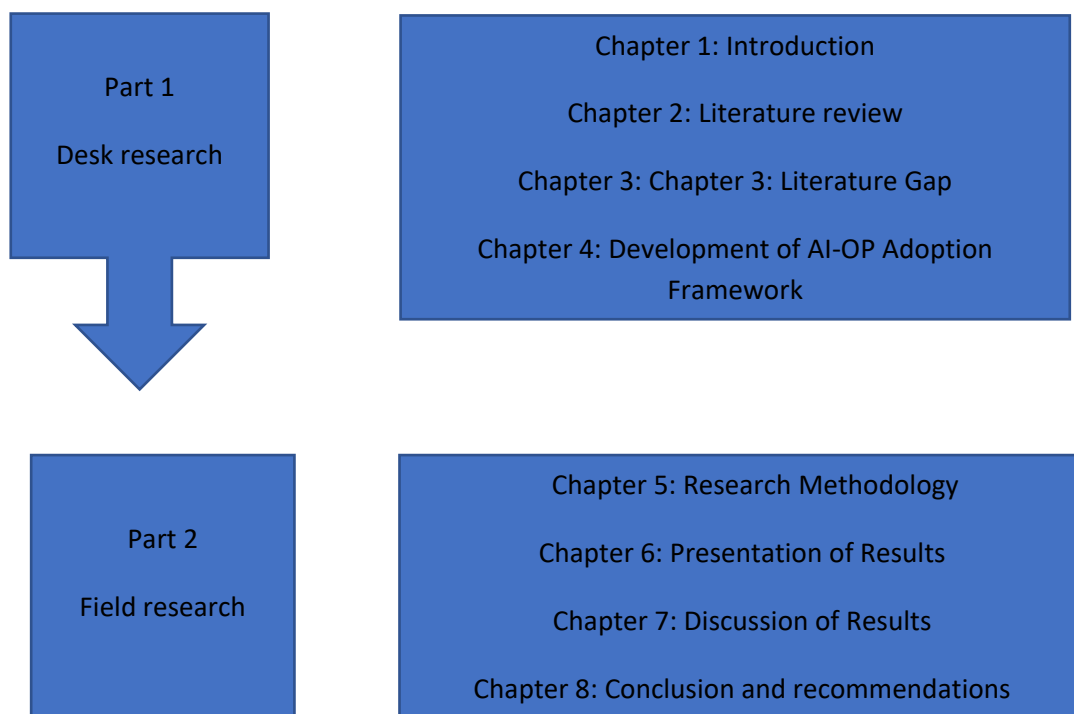 Part 1
Desk research
Chapter 1: Introduction
Chapter 2: Literature review
Chapter 3: Chapter 3: Literature Gap
Chapter 4: Development of AI-OP Adoption
Framework
Part 2
Field research
Chapter 5: Research Methodology
Chapter 6: Presentation of Results
Chapter 7: Discussion of Results
Chapter 8: Conclusion and recommendations